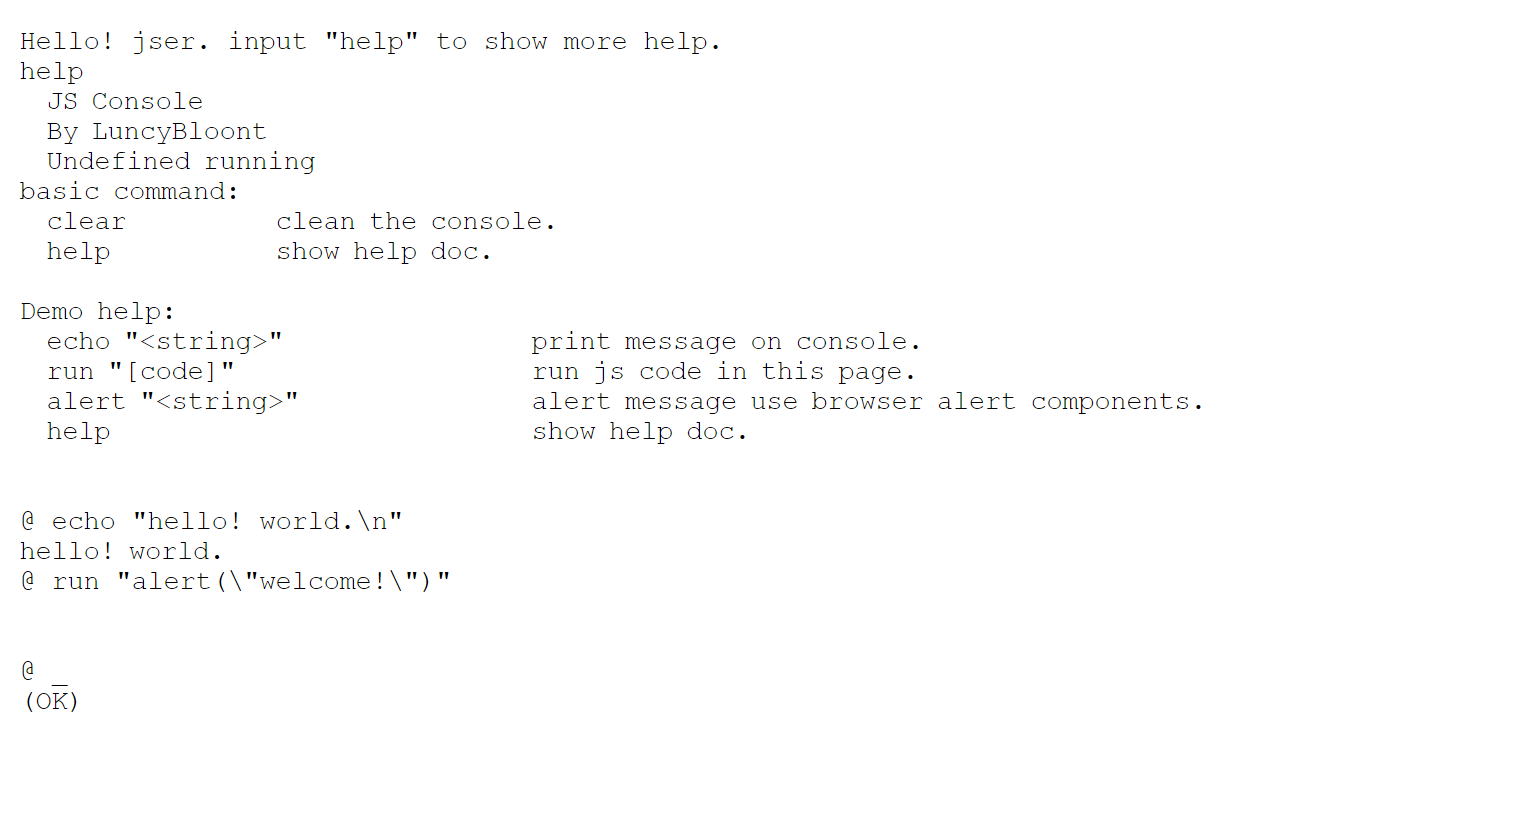 Hello! jser. input "help" to show more help.
help
JS Console
By LuncyBloont
Undefined running
basic command:
clear clean the console.
help show help doc.
Demo help:
echo "<string>" print message on console.
run "[code]" run js code in this page.
alert "<string>" alert message use browser alert components.
help show help doc.
@ echo "hello! world.\n"
hello! world.
@ run "alert(\"welcome!\")"
@ _
(OK)